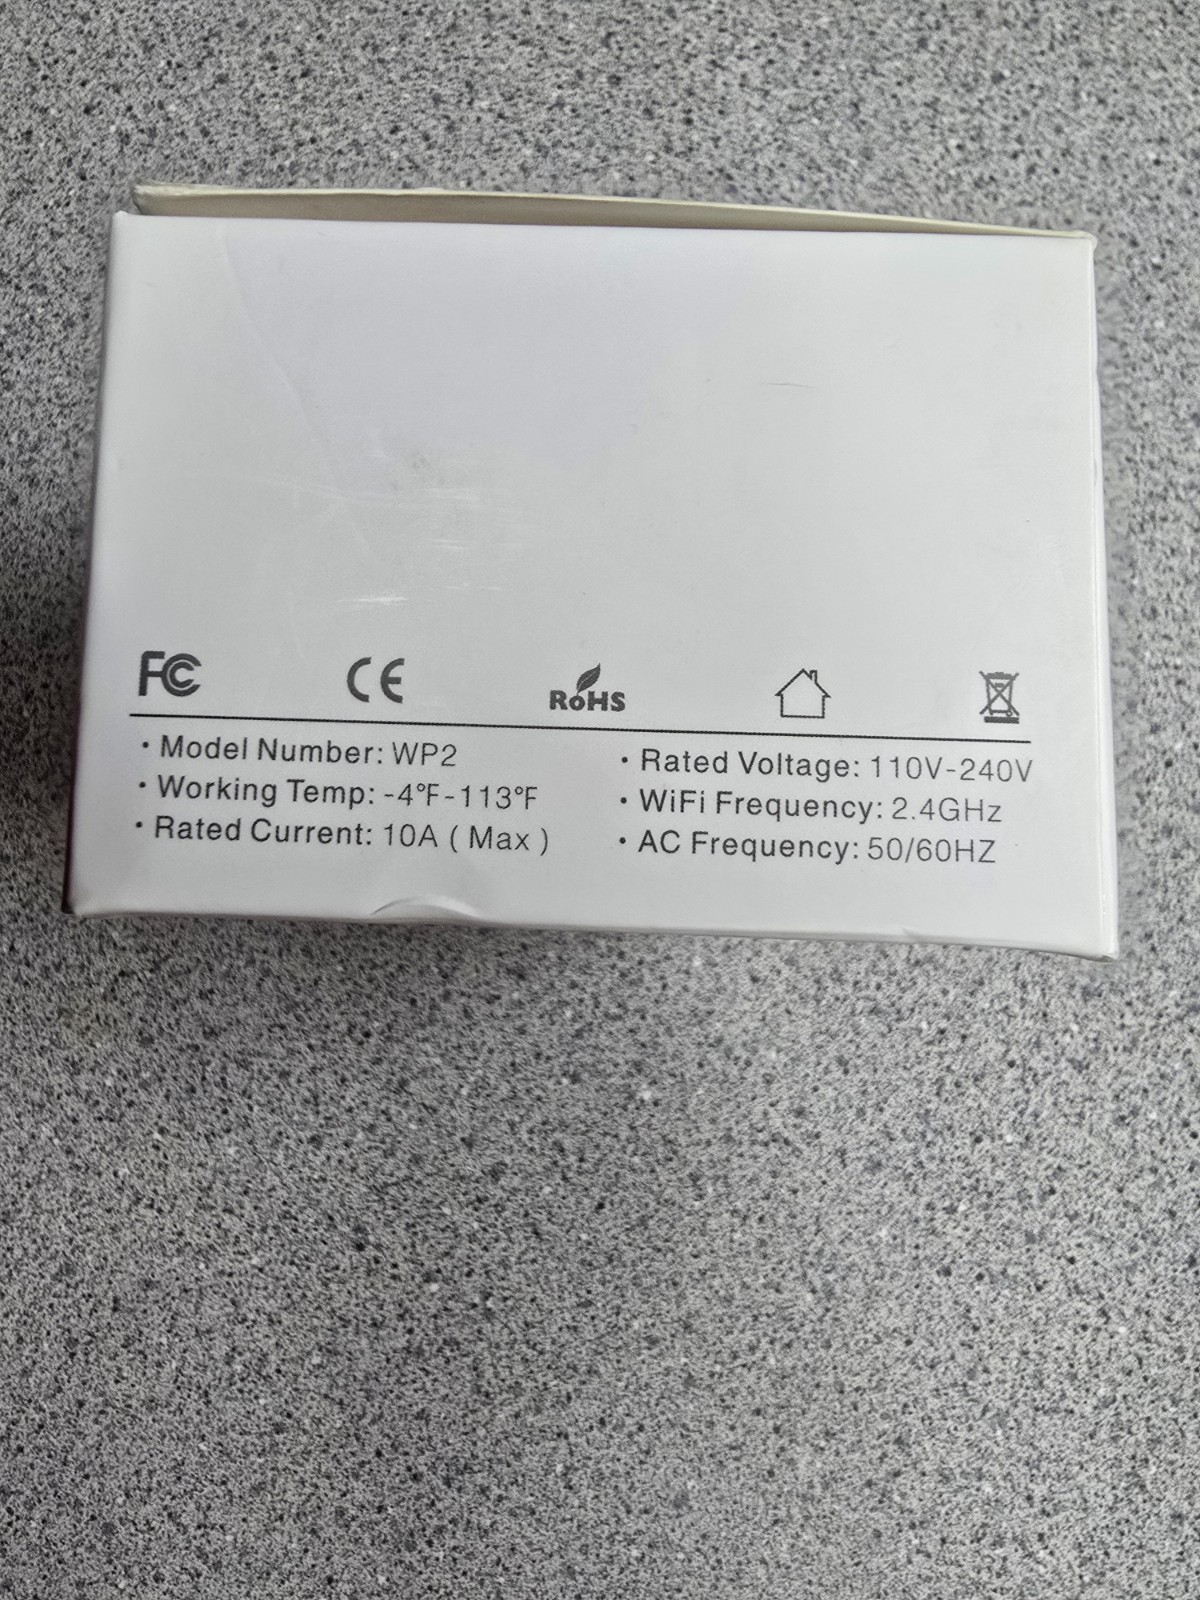 FC CE RoHS
• Model Number: WP2
• Working Temp: -4°F-113°F
• Rated Current: 10A ( Max )
• Rated Voltage: 110V-240V
• WiFi Frequency: 2.4GHz
• AC Frequency: 50/60HZ